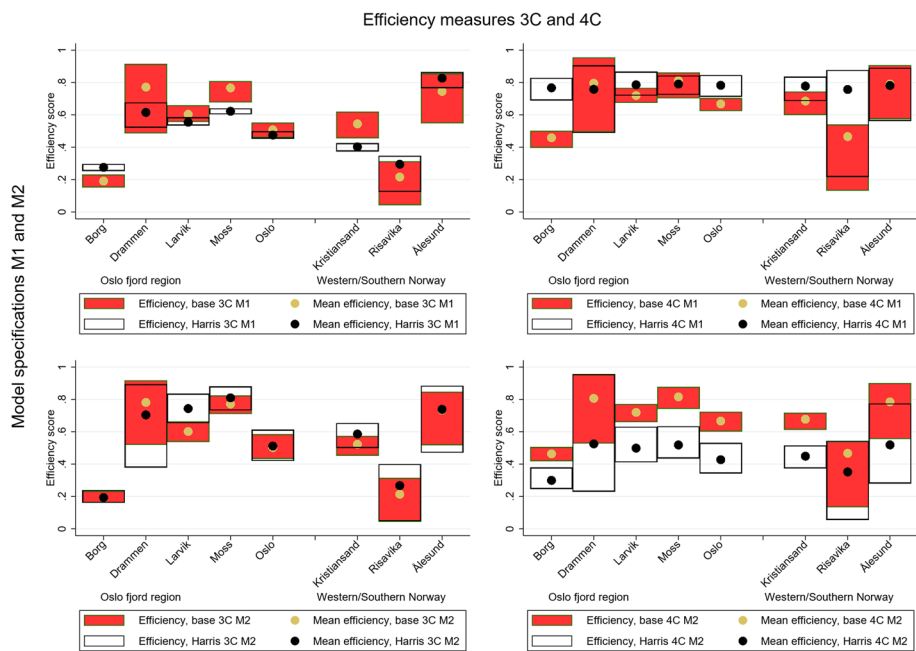 Efficiency measures 3C and 4C
Model specifications M1 and M2
Efficiency score
1
.8
.6
.4
.2
0
Borg
Drammen
Larvik
Moss
Oslo
Kristiansand
Risavika
Ålesund
Oslo fjord region
Western/Southern Norway
Efficiency, base 3C M1
Mean efficiency, base 3C M1
Efficiency, Harris 3C M1
Mean efficiency, Harris 3C M1
Efficiency score
1
.8
.6
.4
.2
0
Borg
Drammen
Larvik
Moss
Oslo
Kristiansand
Risavika
Ålesund
Oslo fjord region
Western/Southern Norway
Efficiency, base 4C M1
Mean efficiency, base 4C M1
Efficiency, Harris 4C M1
Mean efficiency, Harris 4C M1
Efficiency score
1
.8
.6
.4
.2
0
Borg
Drammen
Larvik
Moss
Oslo
Kristiansand
Risavika
Ålesund
Oslo fjord region
Western/Southern Norway
Efficiency, base 3C M2
Mean efficiency, base 3C M2
Efficiency, Harris 3C M2
Mean efficiency, Harris 3C M2
Efficiency score
1
.8
.6
.4
.2
0
Borg
Drammen
Larvik
Moss
Oslo
Kristiansand
Risavika
Ålesund
Oslo fjord region
Western/Southern Norway
Efficiency, base 4C M2
Mean efficiency, base 4C M2
Efficiency, Harris 4C M2
Mean efficiency, Harris 4C M2